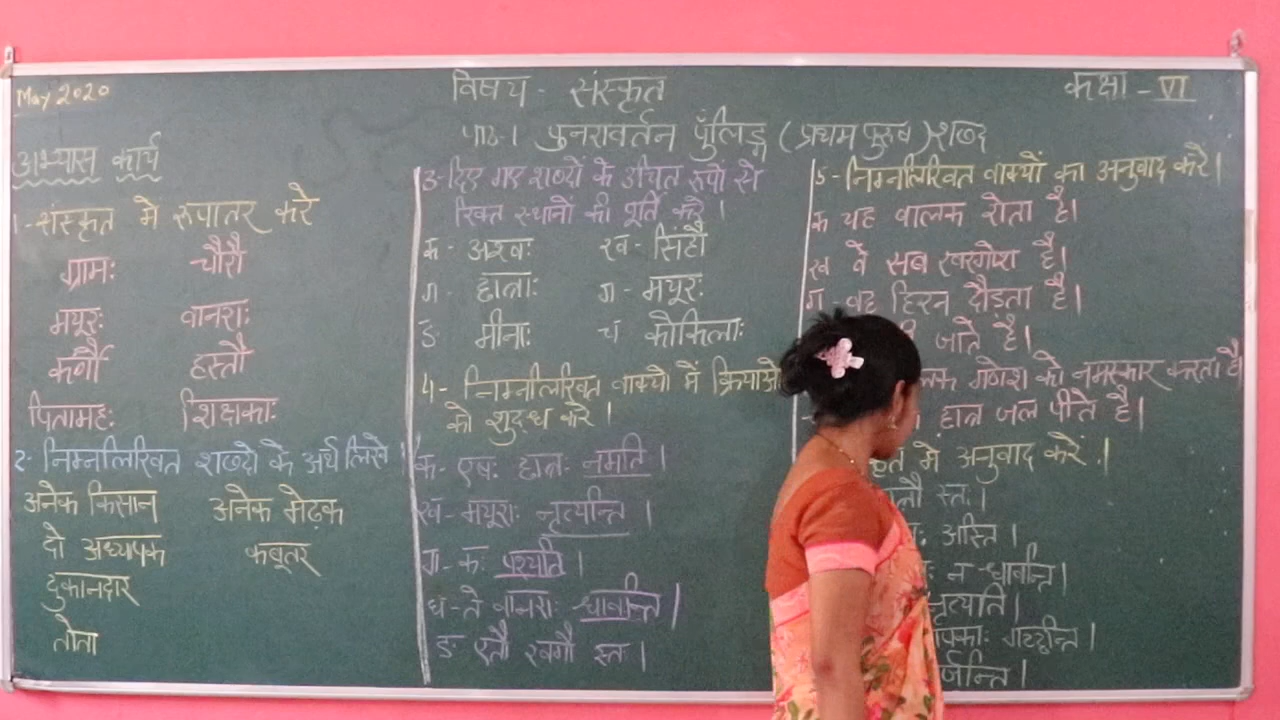 May 2020
विषय - संस्कृत
कक्षा - VI
पाठ-1 पुनरावर्तन पुँलिङ्ग (प्रथम पुरुष) शब्द
अभ्यास कार्य
1 - संस्कृत में रूपातर करे
ग्रामः चौरौ
मयूरः वानराः
कर्णौ हस्तौ
पितामहः शिक्षकाः
2- निम्नलिखित शब्दो के अर्थ लिखे
अनेक किसान अनेक मेढ़क
दो अध्यापक कबूतर
दुकानदार
तोता
3-दिए गए शब्दों के उचित रूपों से
रिक्त स्थानों की पूर्ति करे ।
क- अश्वः ख- सिंहौ
ग- छात्राः ग- मयूरः
ङ मीनाः च कोकिलाः
4- निम्नलिखित वाक्यो में क्रियाओ
को शुद्ध करे ।
क- एषः छात्रः नमति ।
ख- मयूराः नृत्यन्ति ।
ग- कः पश्यति ।
घ- ते वानराः धावन्ति ।
ङ एतौ खगौ स्तः ।
5- निम्नलिखित वाक्यों का अनुवाद करे ।
क यह बालक रोता है।
ख वे सब खरगोश है।
ग- वह हिरन दौड़ता है।
जाते है।
गणेश को नमस्कार करता है।
छात्र जल पीते है।
में अनुवाद करें ।
स्तः ।
अस्ति ।
न धावन्ति ।
नृत्यति ।
गच्छन्ति ।